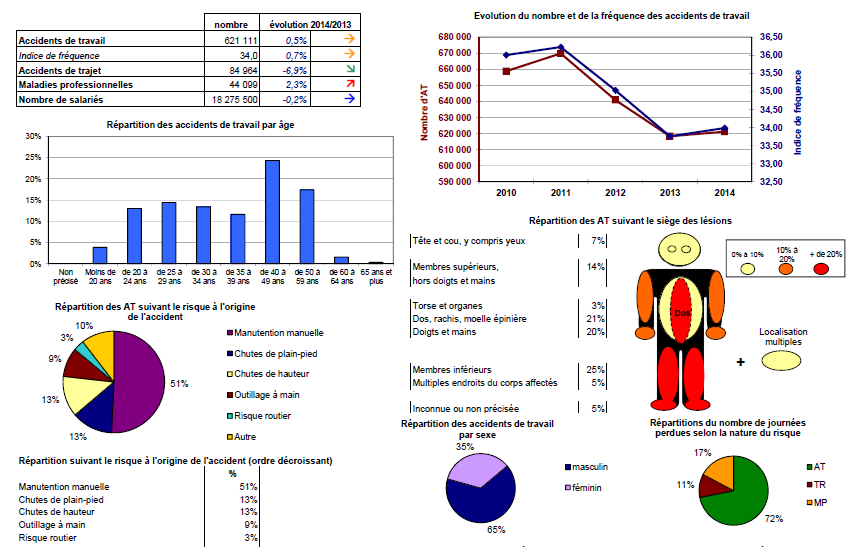 nombre évolution 2014/2013
Accidents de travail 621 111 0,5%
Indice de fréquence 34,0 0,7%
Accidents de trajet 84 964 -6,9%
Maladies professionnelles 44 099 2,3%
Nombre de salariés 18 275 500 -0,2%
Evolution du nombre et de la fréquence des accidents de travail
680 000
670 000
660 000
650 000
640 000
630 000
620 000
610 000
600 000
590 000
Nombre d'AT
36,50
36,00
35,50
35,00
34,50
34,00
33,50
33,00
32,50
Indice de fréquence
2010 2011 2012 2013 2014
Répartition des accidents de travail par âge
30%
25%
20%
15%
10%
5%
0%
Non précisé
Moins de 20 ans
de 20 à 24 ans
de 25 à 29 ans
de 30 à 34 ans
de 35 à 39 ans
de 40 à 49 ans
de 50 à 59 ans
de 60 à 64 ans
65 ans et plus
Répartition des AT suivant le siège des lésions
Tête et cou, y compris yeux 7%
Membres supérieurs, 14%
hors doigts et mains
Torse et organes 3%
Dos, rachis, moelle épinière 21%
Doigts et mains 20%
Membres inférieurs 25%
Multiples endroits du corps affectés 5%
Inconnue ou non précisée 5%
Dos
0% à 10%
10% à 20%
+ de 20%
Localisation
multiples
+
Répartition des AT suivant le risque à l'origine
de l'accident
10%
3%
9%
13%
13%
51%
Manutention manuelle
Chutes de plain-pied
Chutes de hauteur
Outillage à main
Risque routier
Autre
Répartition suivant le risque à l'origine de l'accident (ordre décroissant)
%
Manutention manuelle 51%
Chutes de plain-pied 13%
Chutes de hauteur 13%
Outillage à main 9%
Risque routier 3%
Répartition des accidents de travail
par sexe
35%
65%
masculin
féminin
Répartitions du nombre de journées
perdues selon la nature du risque
17%
11%
72%
AT
TR
MP